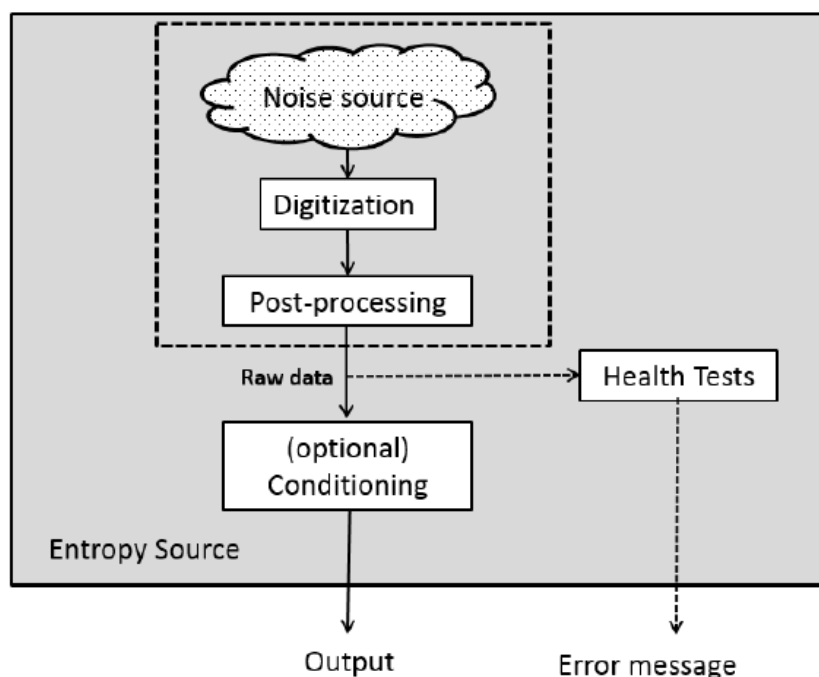 Noise source
Digitization
Post-processing
Raw data
Health Tests
(optional)
Conditioning
Entropy Source
Output
Error message